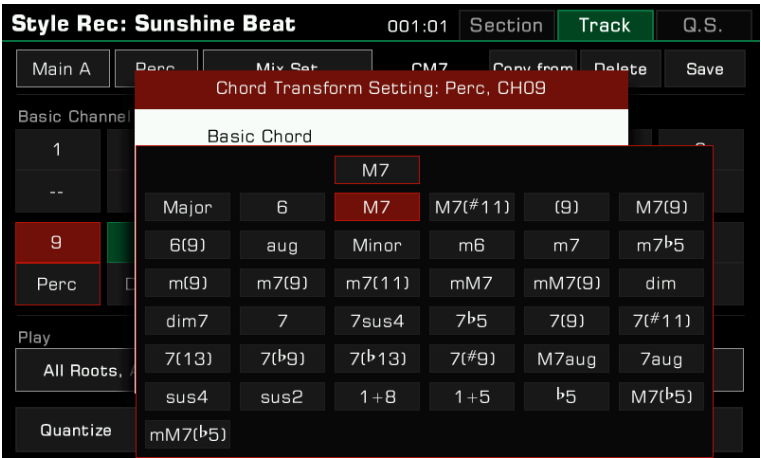 Style Rec: Sunshine Beat 001:01 Section Track Q.S.
Main A Perc Mix Set CM7 Copy from Delete Save
Chord Transform Setting: Perc, CH09
Basic Channel
Basic Chord
1
M7
--
Major 6 M7 M7(#11) (9) M7(9)
9 6(9) aug Minor m6 m7 m7♭5
Perc m(9) m7(9) m7(11) mM7 mM7(9) dim
dim7 7 7sus4 7♭5 7(9) 7(#11)
Play
All Roots, 7(13) 7(♭9) 7(♭13) 7(#9) M7aug 7aug
sus4 sus2 1+8 1+5 ♭5 M7(♭5)
Quantize mM7(♭5)